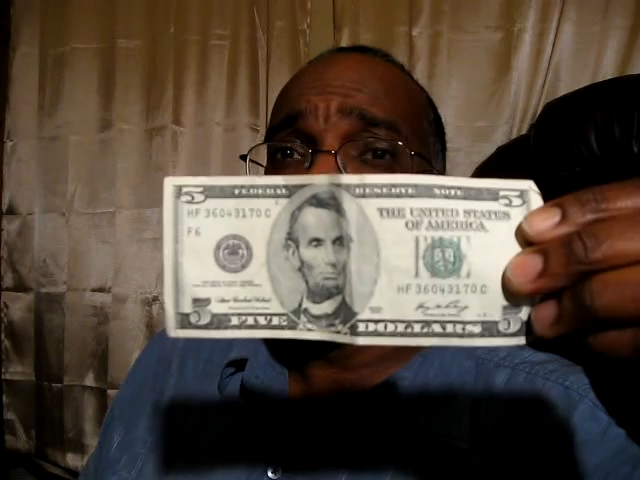 5 FEDERAL RESERVE NOTE 5
HF 36043170 C
THE UNITED STATES
OF AMERICA
F6
HF 36043170 C
5 FIVE DOLLARS 5